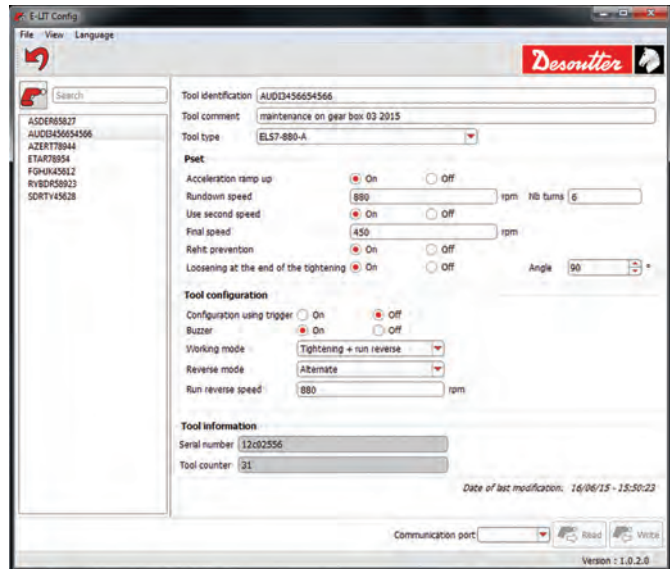 E-LIT Config
File View Language
Desoutter
Search
ASDER65827
AUDI3456654566
AZERT78944
ETAR78954
FGHJK45612
RYBDR58923
SDRTY45628
Tool identification AUDI3456654566
Tool comment maintenance on gear box 03 2015
Tool type ELS7-880-A
Pset
Acceleration ramp up On Off
Rundown speed 880 rpm Nb turns 6
Use second speed On Off
Final speed 450 rpm
Rehit prevention On Off
Loosening at the end of the tightening On Off Angle 90 °
Tool configuration
Configuration using trigger On Off
Buzzer On Off
Working mode Tightening + run reverse
Reverse mode Alternate
Run reverse speed 880 rpm
Tool information
Serial number 12c02556
Tool counter 31
Date of last modification: 16/06/15 - 15:50:23
Communication port Read Write
Version : 1.0.2.0